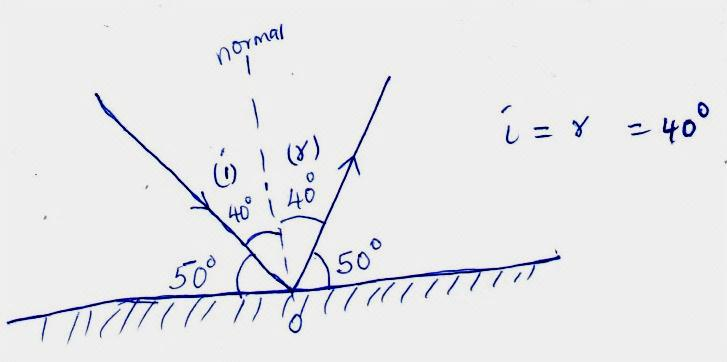 normal
(i)
(r)
i = r = 40°
40°
40°
50°
50°
O